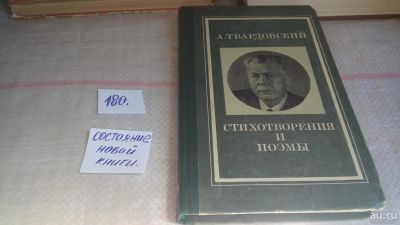 180.
СОСТОЯНИЕ
НОВОЙ
КНИГИ.
А.ТВАРДОВСКИЙ
СТИХОТВОРЕНИЯ
И
ПОЭМЫ
au.ru